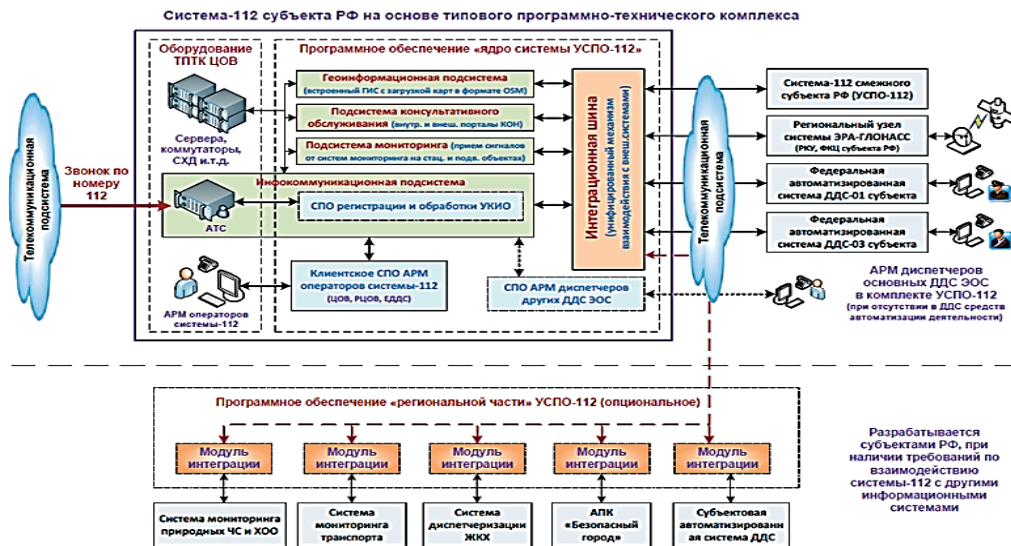 Система-112 субъекта РФ на основе типового программно-технического комплекса
Оборудование
ТПТК ЦОВ
Сервера,
коммутаторы,
СХД и.т.д.
Программное обеспечение «ядро системы УСПО-112»
Геоинформационная подсистема
(встроенный ГИС с загрузкой карт в формате OSM)
Подсистема консультативного
обслуживания (внутр. и внеш. порталы КОН)
Подсистема мониторинга (прием сигналов
от систем мониторинга на стац. и подв. объектах)
Инфокоммуникационная подсистема
АТС
СПО регистрации и обработки УКИО
Телекоммуникационная
подсистема
Звонок по
номеру
112
АРМ операторов
системы-112
Клиентское СПО АРМ
операторов системы-112
(ЦОВ, РЦОВ, ЕДДС)
СПО АРМ диспетчеров
других ДДС ЭОС
Интеграционная шина
(унифицированный механизм
взаимодействия с внеш.системами)
Телекоммуникационная
подсистема
Система-112 смежного
субъекта РФ (УСПО-112)
Региональный узел
системы ЭРА-ГЛОНАСС
(РКУ, ФКЦ субъекта РФ)
Федеральная
автоматизированная
система ДДС-01 субъекта
Федеральная
автоматизированная
система ДДС-03 субъекта
АРМ диспетчеров
основных ДДС ЭОС
в комплекте УСПО-112
(при отсутствии в ДДС средств
автоматизации деятельности)
Программное обеспечение «региональной части» УСПО-112 (опциональное)
Модуль
интеграции
Модуль
интеграции
Модуль
интеграции
Модуль
интеграции
Модуль
интеграции
Система мониторинга
природных ЧС и ХОО
Система
мониторинга
транспорта
Система
диспетчеризации
ЖКХ
АПК
«Безопасный
город»
Субъектовая
автоматизированн
ая система ДДС
Разрабатывается
субъектами РФ, при
наличии требований по
взаимодействию
системы-112 с другими
информационными
системами